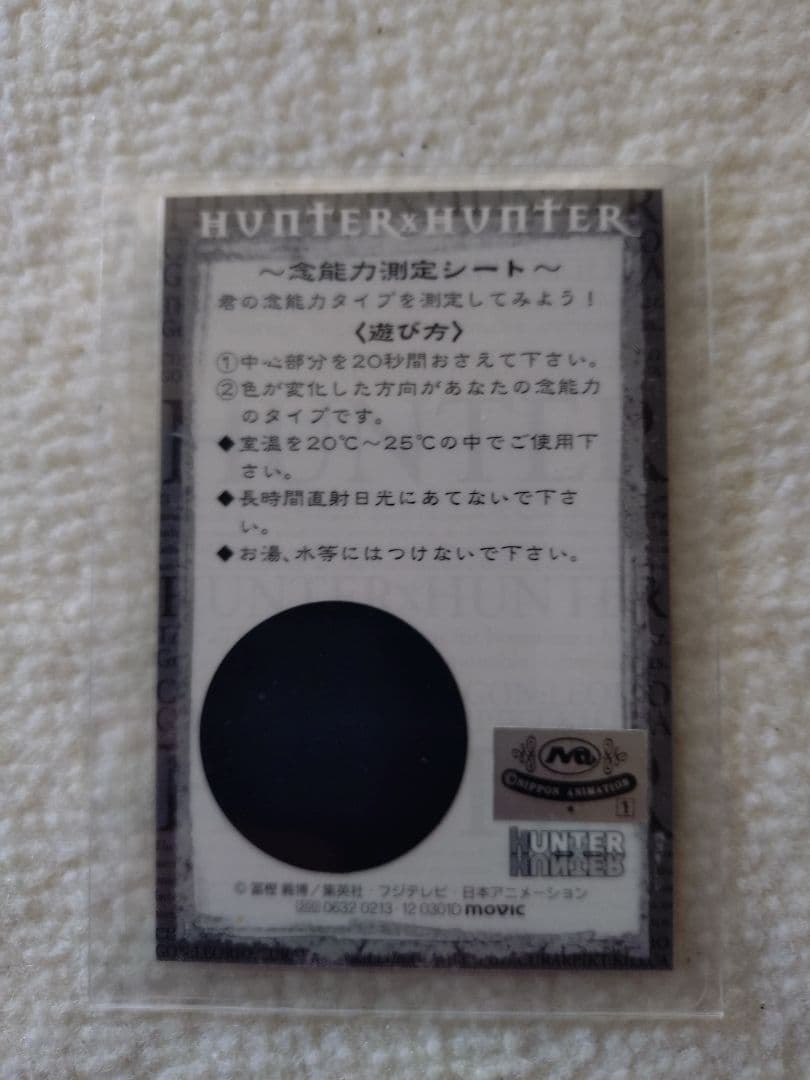 HUNTER×HUNTER
～念能力測定シート～
君の念能力タイプを測定してみよう！
〈遊び方〉
①中心部分を20秒間おさえて下さい。
②色が変化した方向があなたの念能力
のタイプです。
◆室温を20℃～25℃の中でご使用下
さい。
◆長時間直射日光にあてないで下さ
い。
◆お湯、水等にはつけないで下さい。
©NIPPON ANIMATION
1
HUNTER
HUNTER
©冨樫義博／集英社・フジテレビ・日本アニメーション
0632 0213・12 0301D movic